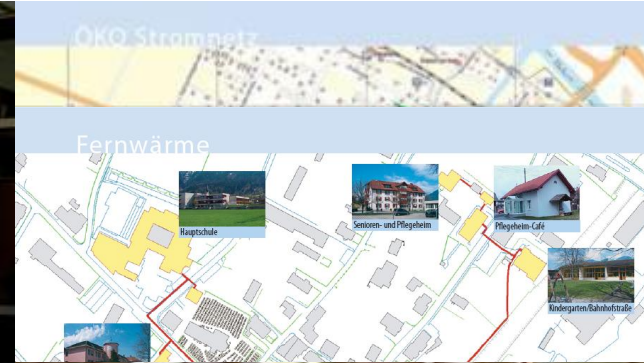 ÖKO Stromnetz
Fernwärme
Hauptschule
Senioren- und Pflegeheim
Pflegeheim-Café
Kindergarten/Bahnhofstraße